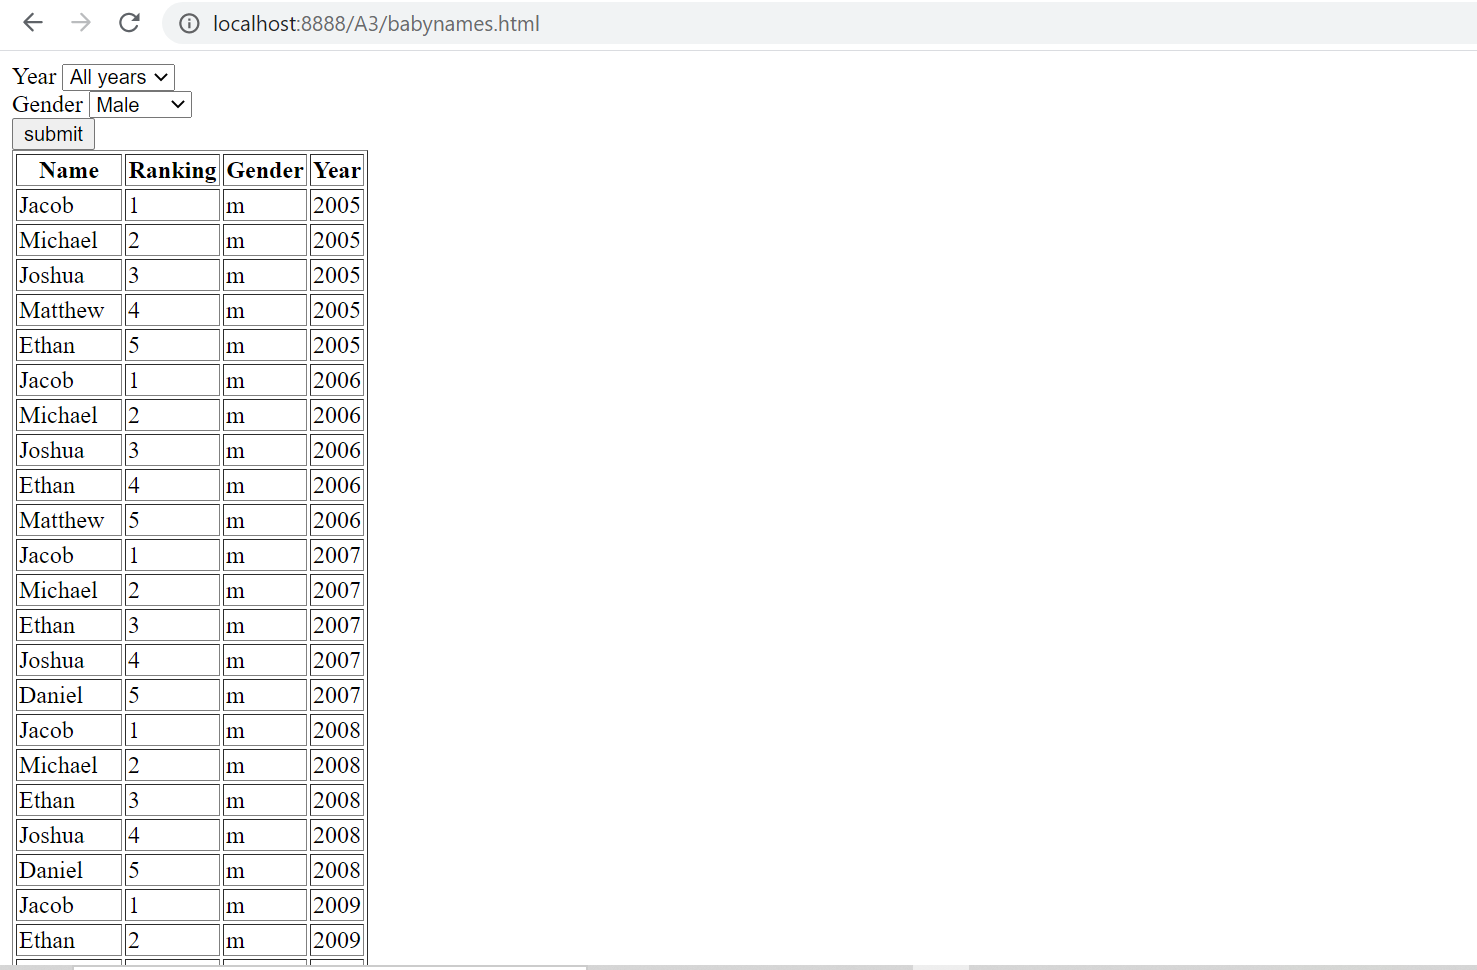 localhost:8888/A3/babynames.html
Year All years
Gender Male
submit
Name Ranking Gender Year
Jacob 1 m 2005
Michael 2 m 2005
Joshua 3 m 2005
Matthew 4 m 2005
Ethan 5 m 2005
Jacob 1 m 2006
Michael 2 m 2006
Joshua 3 m 2006
Ethan 4 m 2006
Matthew 5 m 2006
Jacob 1 m 2007
Michael 2 m 2007
Ethan 3 m 2007
Joshua 4 m 2007
Daniel 5 m 2007
Jacob 1 m 2008
Michael 2 m 2008
Ethan 3 m 2008
Joshua 4 m 2008
Daniel 5 m 2008
Jacob 1 m 2009
Ethan 2 m 2009